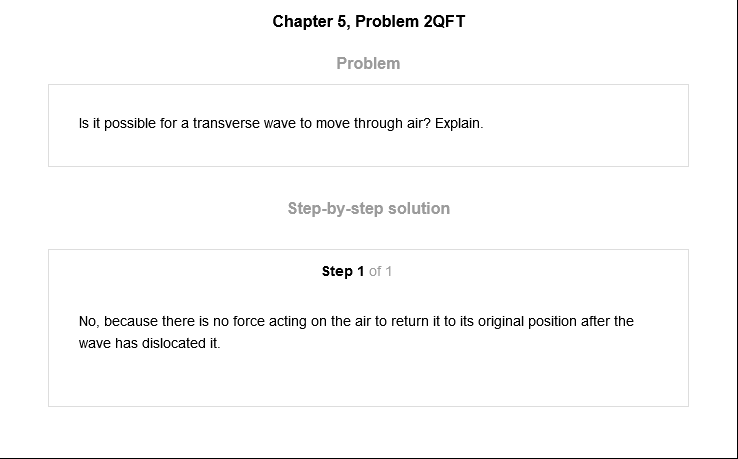 Chapter 5, Problem 2QFT
Problem
Is it possible for a transverse wave to move through air? Explain.
Step-by-step solution
Step 1 of 1
No, because there is no force acting on the air to return it to its original position after the
wave has dislocated it.